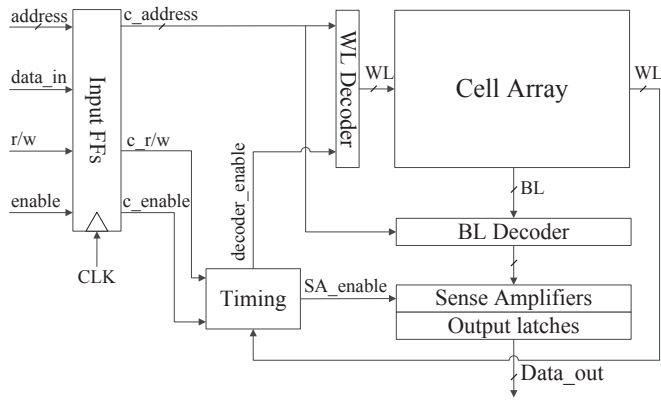 address
c_address
data_in
r/w
enable
Input FFs
CLK
c_r/w
c_enable
decoder_enable
WL Decoder
WL
Cell Array
WL
BL
BL Decoder
Timing
SA_enable
Sense Amplifiers
Output latches
Data_out